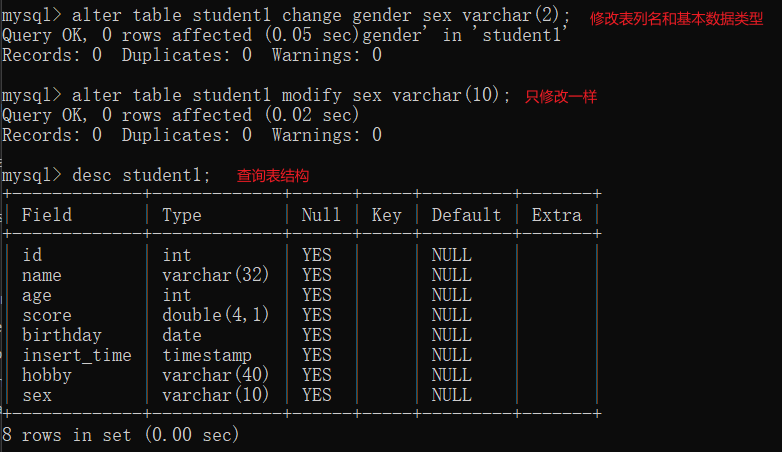 mysql> alter table student1 change gender sex varchar(2); 修改表列名和基本数据类型
Query OK, 0 rows affected (0.05 sec)gender' in 'student1'
Records: 0  Duplicates: 0  Warnings: 0
mysql> alter table student1 modify sex varchar(10); 只修改一样
Query OK, 0 rows affected (0.02 sec)
Records: 0  Duplicates: 0  Warnings: 0
mysql> desc student1; 查询表结构
| Field | Type | Null | Key | Default | Extra |
| id | int | YES | | NULL | |
| name | varchar(32) | YES | | NULL | |
| age | int | YES | | NULL | |
| score | double(4,1) | YES | | NULL | |
| birthday | date | YES | | NULL | |
| insert_time | timestamp | YES | | NULL | |
| hobby | varchar(40) | YES | | NULL | |
| sex | varchar(10) | YES | | NULL | |
8 rows in set (0.00 sec)